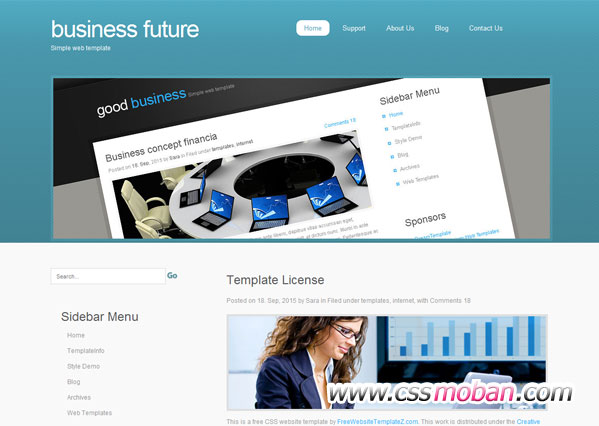 business future
Simple web template
Home Support About Us Blog Contact Us
good business Simple web template
Comments 18
Business concept financia
Posted on 18. Sep, 2015 by Sara in Filed under templates, internet
Sidebar Menu
Home
TemplateInfo
Style Demo
Blog
Archives
Web Templates
Sponsors
Search... Go
Sidebar Menu
Home
TemplateInfo
Style Demo
Blog
Archives
Web Templates
Template License
Posted on 18. Sep, 2015 by Sara in Filed under templates, internet, with Comments 18
www.cssmoban.com
This is a free CSS website template by FreeWebsiteTemplateZ.com. This work is distributed under the Creative